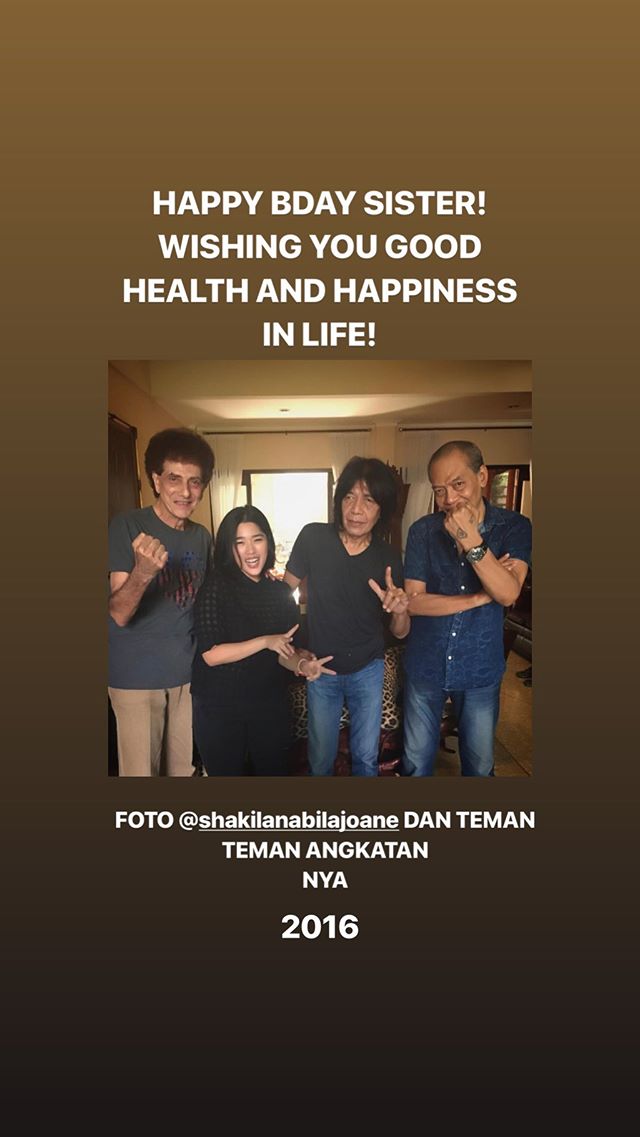 HAPPY BDAY SISTER!
WISHING YOU GOOD
HEALTH AND HAPPINESS
IN LIFE!
FOTO @shakilanabilajoane DAN TEMAN
TEMAN ANGKATAN
NYA
2016